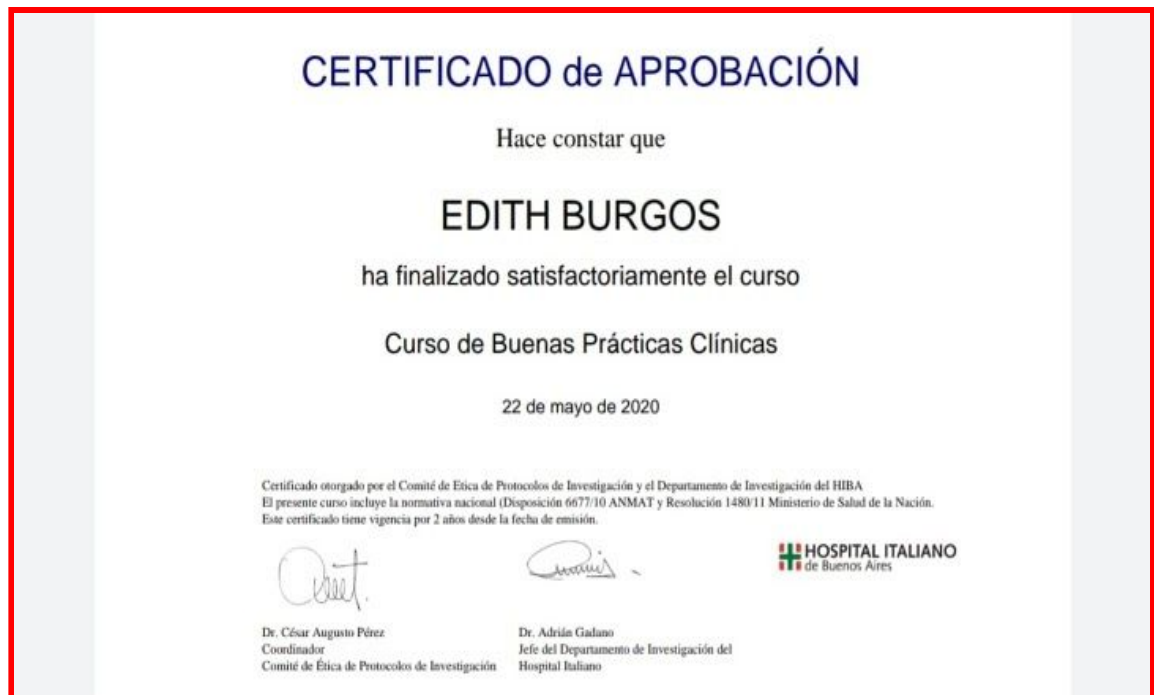 CERTIFICADO de APROBACIÓN
Hace constar que
EDITH BURGOS
ha finalizado satisfactoriamente el curso
Curso de Buenas Prácticas Clínicas
22 de mayo de 2020
Certificado otorgado por el Comité de Etica de Protocolos de Investigación y el Departamento de Investigación del HIBA
El presente curso incluye la normativa nacional (Disposición 6677/10 ANMAT y Resolución 1480/11 Ministerio de Salud de la Nación.
Este certificado tiene vigencia por 2 años desde la fecha de emisión.
HOSPITAL ITALIANO
de Buenos Aires
Dr. César Augusto Pérez
Coordinador
Comité de Ética de Protocolos de Investigación
Dr. Adrián Gadano
Jefe del Departamento de Investigación del
Hospital Italiano